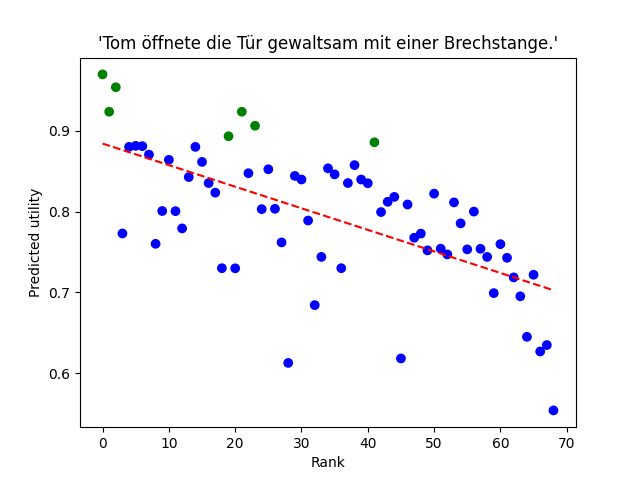 'Tom öffnete die Tür gewaltsam mit einer Brechstange.'
0.9
0.8
0.7
0.6
Predicted utility
0 10 20 30 40 50 60 70
Rank